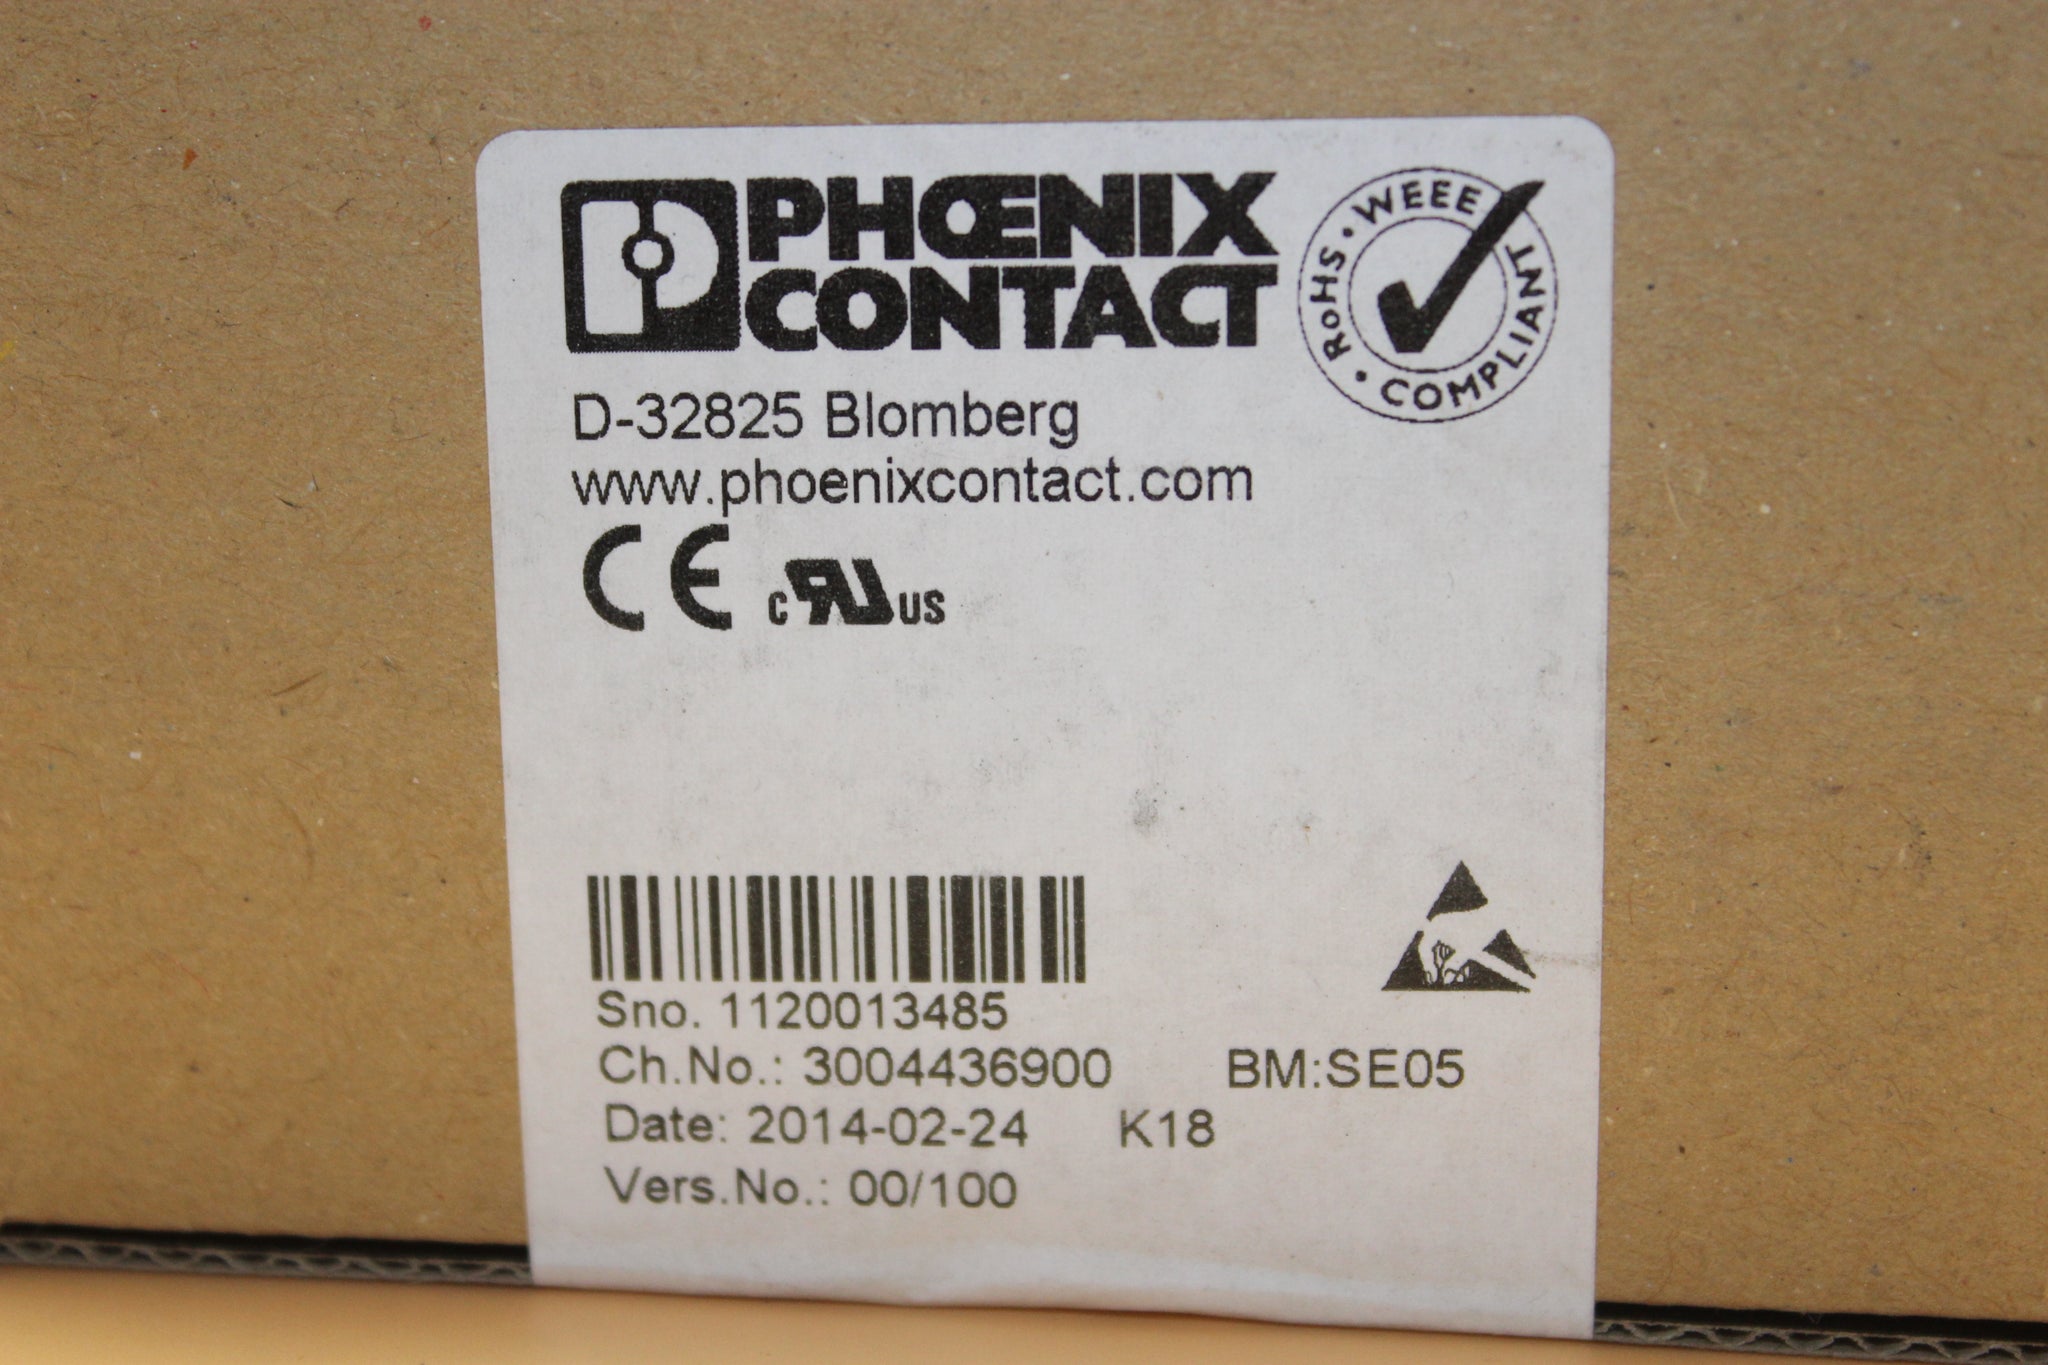 PHŒNIX
CONTACT
RoHS • WEEE • COMPLIANT
D-32825 Blomberg
www.phoenixcontact.com
CE c RU US
Sno. 1120013485
Ch.No.: 3004436900 BM:SE05
Date: 2014-02-24 K18
Vers.No.: 00/100